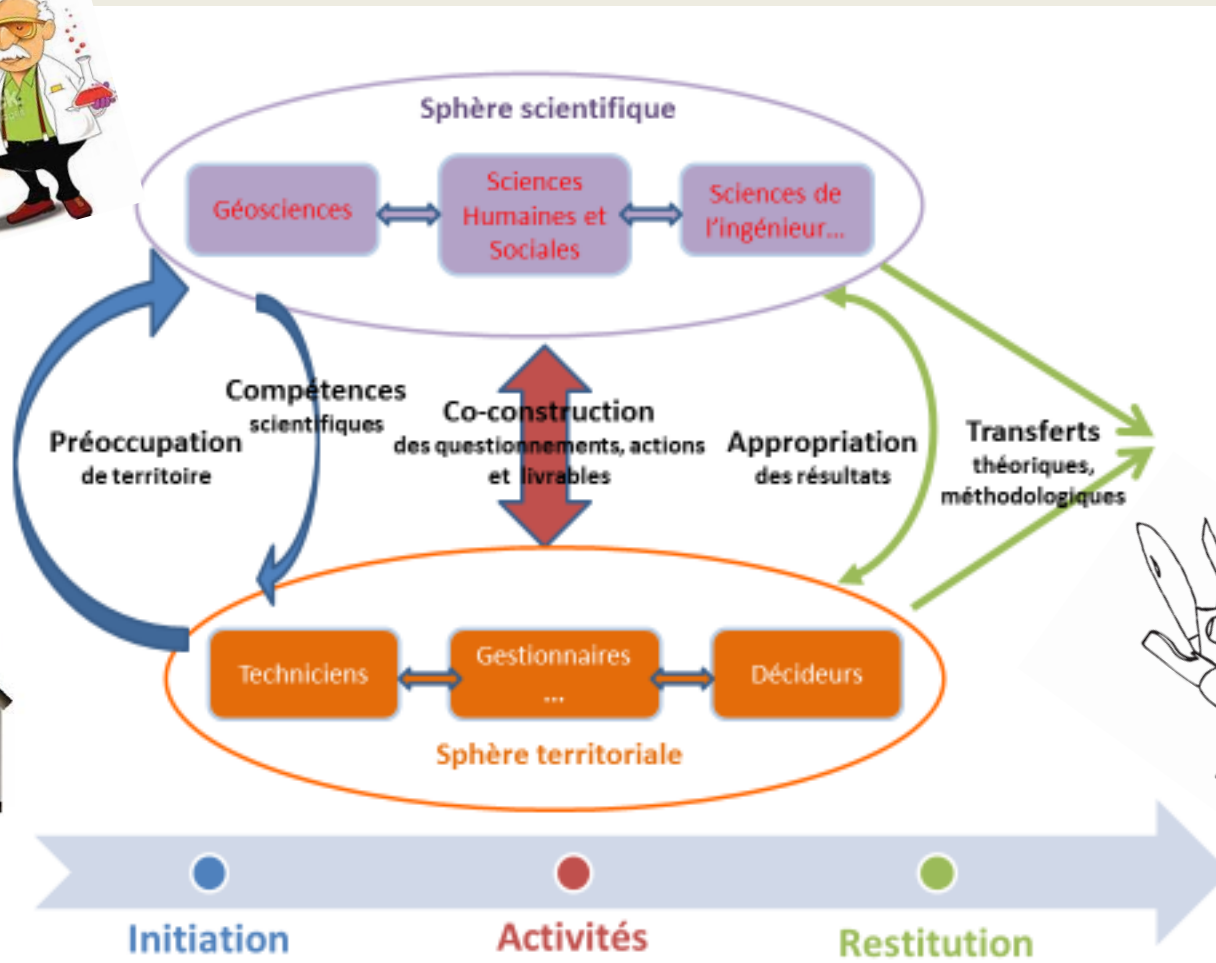 Sphère scientifique
Géosciences
Sciences
Humaines et
Sociales
Sciences de
l'ingénieur...
Préoccupation
de territoire
Compétences
scientifiques
Co-construction
des questionnements, actions
et livrables
Appropriation
des résultats
Transferts
théoriques,
méthodologiques
Techniciens
Gestionnaires
...
Décideurs
Sphère territoriale
Initiation
Activités
Restitution